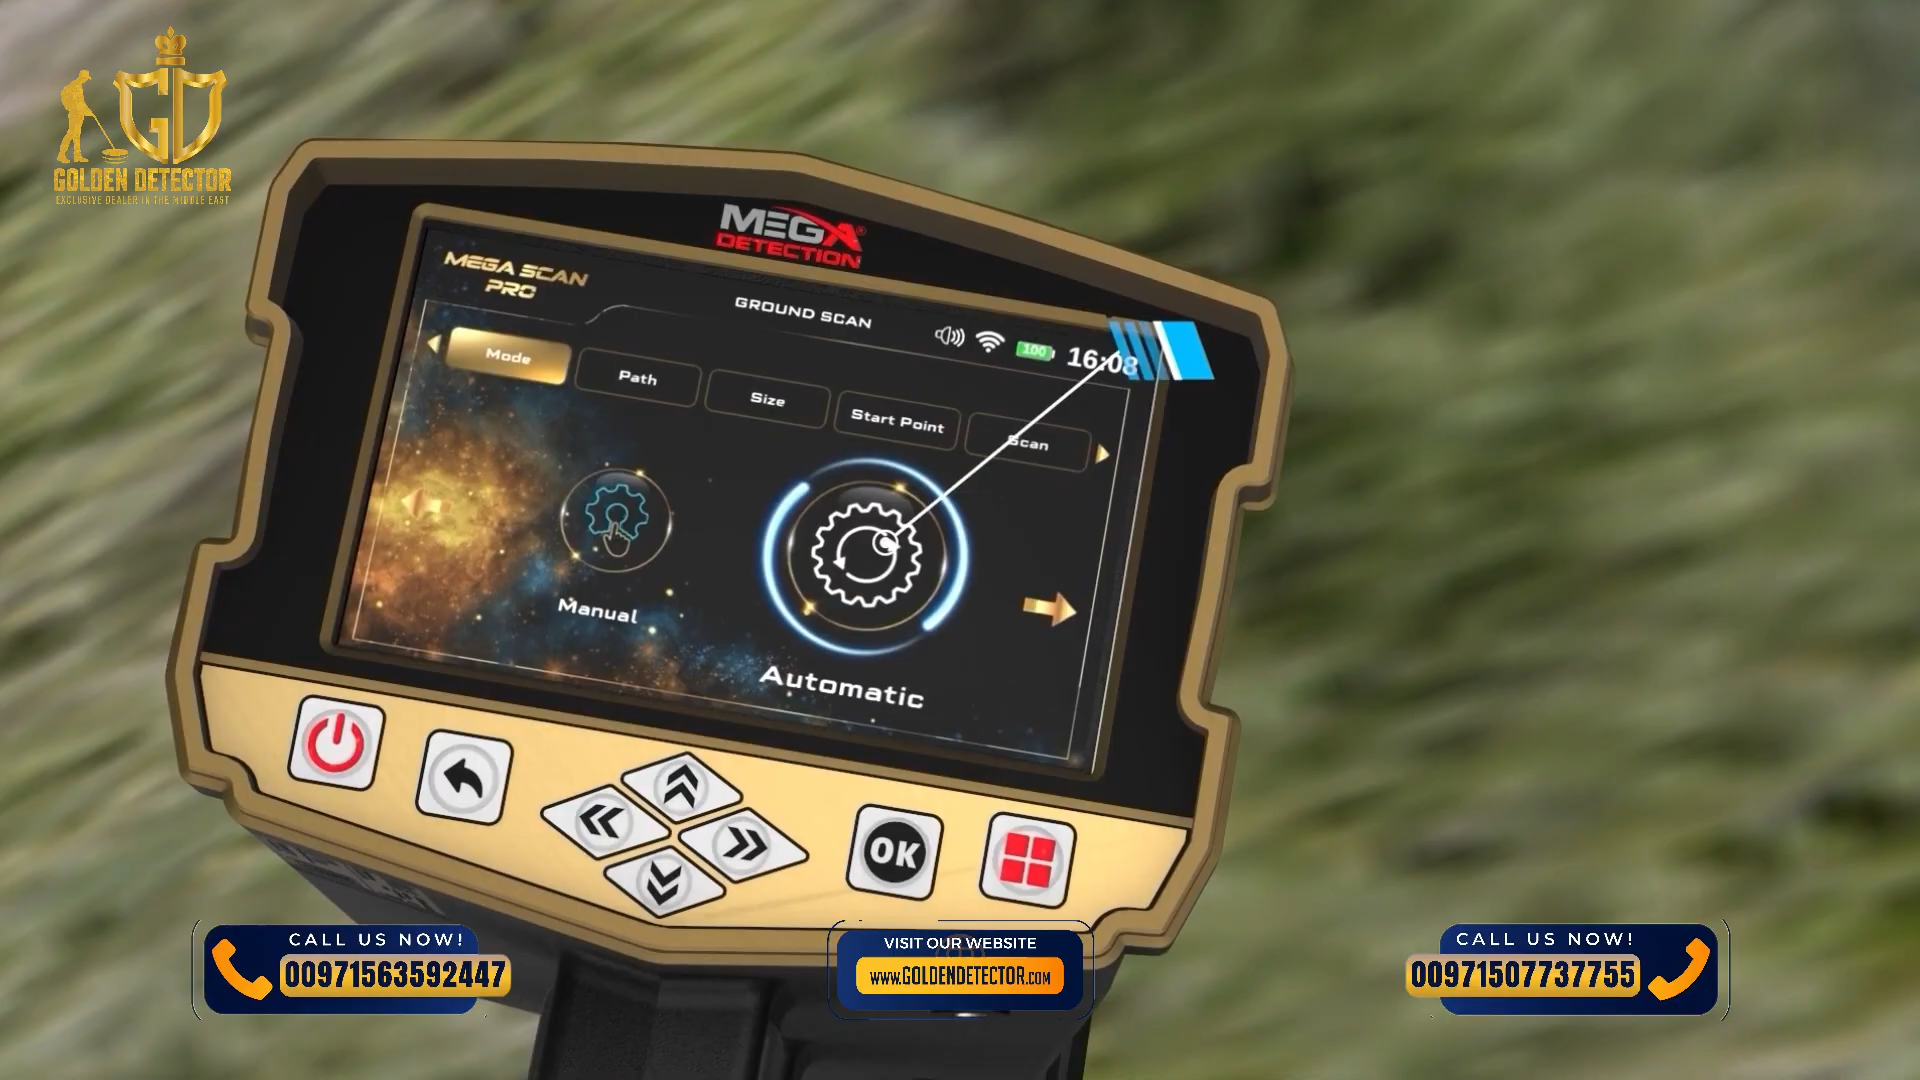 GD
GOLDEN DETECTOR
EXCLUSIVE DEALER IN THE MIDDLE EAST
MEGA®
DETECTION
MEGA SCAN
PRO
GROUND SCAN
100
16:08
Mode
Path
Size
Start Point
Scan
Manual
Automatic
OK
CALL US NOW!
00971563592447
VISIT OUR WEBSITE
WWW.GOLDENDETECTOR.COM
CALL US NOW!
00971507737755